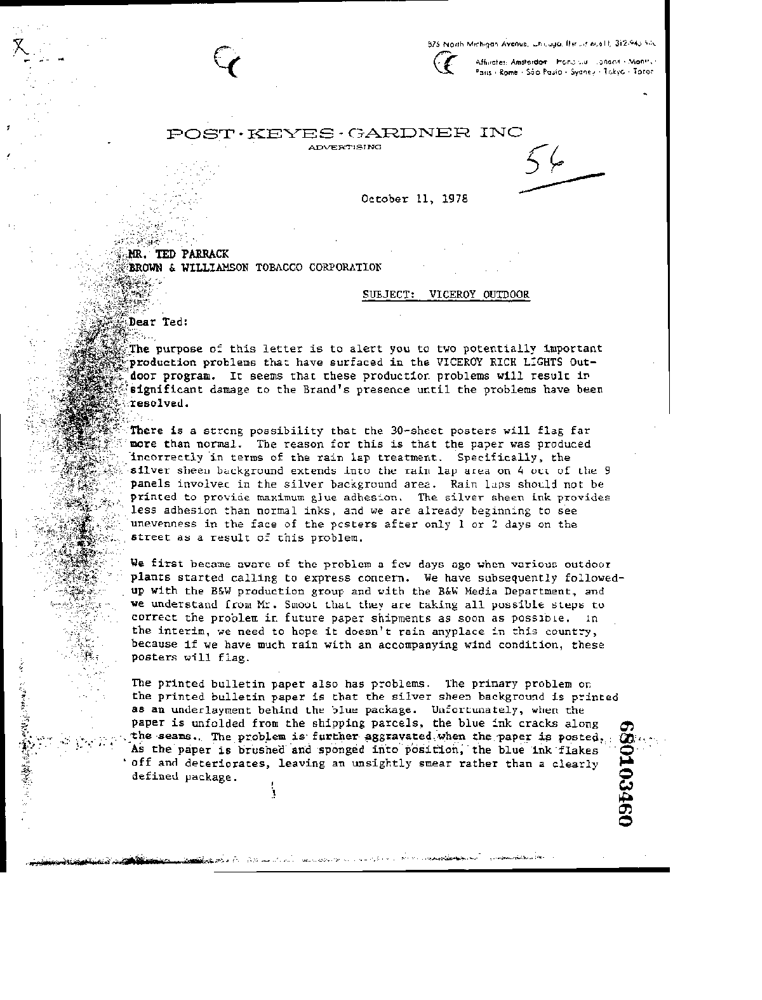 875 North Michigan Avenue,
Affiliates: Amsterdam
Paris · Rome · São Paulo · Sydney · Tokyo
POST·KEYES·GARDNER INC
ADVERTISING
56
October 11, 1978
MR. TED PARRACK
BROWN & WILLIAMSON TOBACCO CORPORATION
SUBJECT: VICEROY OUTDOOR
Dear Ted:
The purpose of this letter is to alert you to two potentially important
production problems that have surfaced in the VICEROY RICH LIGHTS Out-
door program. It seems that these production problems will result in
significant damage to the Brand's presence until the problems have been
resolved.
There is a strong possibility that the 30-sheet posters will flag far
more than normal. The reason for this is that the paper was produced
incorrectly in terms of the rain lap treatment. Specifically, the
silver sheen background extends into the rain lap area on 4 out of the 9
panels involved in the silver background area. Rain laps should not be
printed to provide maximum glue adhesion. The silver sheen ink provides
less adhesion than normal inks, and we are already beginning to see
unevenness in the face of the posters after only 1 or 2 days on the
street as a result of this problem.
We first became aware of the problem a few days ago when various outdoor
plants started calling to express concern. We have subsequently followed-
up with the B&W production group and with the B&W Media Department, and
we understand from Mr. Smoot that they are taking all possible steps to
correct the problem in future paper shipments as soon as possible. In
the interim, we need to hope it doesn't rain anyplace in this country,
because if we have much rain with an accompanying wind condition, these
posters will flag.
The printed bulletin paper also has problems. The primary problem on
the printed bulletin paper is that the silver sheen background is printed
as an underlayment behind the blue package. Unfortunately, when the
paper is unfolded from the shipping parcels, the blue ink cracks along
the seams. The problem is further aggravated when the paper is posted.
As the paper is brushed and sponged into position, the blue ink flakes
off and deteriorates, leaving an unsightly smear rather than a clearly
defined package.
680103460